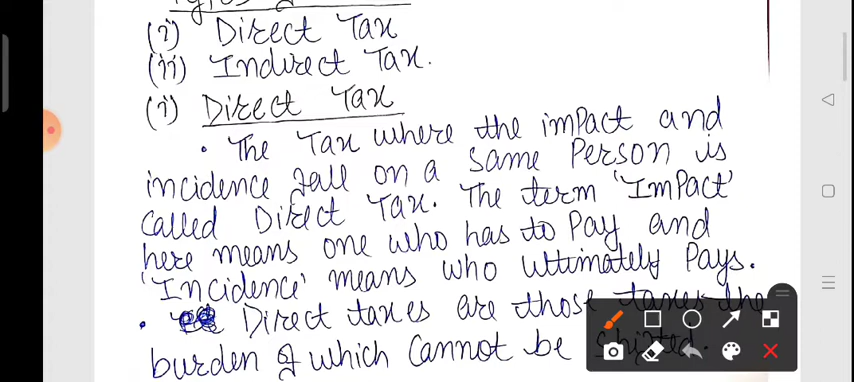 (i) Direct Tax
(ii) Indirect Tax.
(i) Direct Tax
• The Tax where the impact and
incidence fall on a same Person is
called Direct Tax. The term 'Impact'
here means one who has to Pay and
'Incidence' means who ultimately Pays.
• Direct taxes are those taxes the
burden of which cannot be shifted.